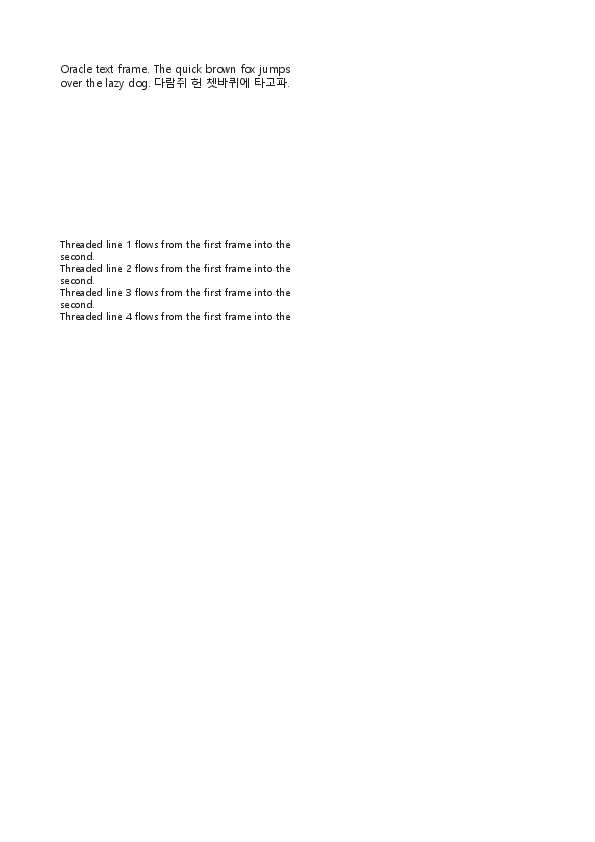 Oracle text frame. The quick brown fox jumps
over the lazy dog. 다람쥐 헌 쳇바퀴에 타고파.
Threaded line 1 flows from the first frame into the
second.
Threaded line 2 flows from the first frame into the
second.
Threaded line 3 flows from the first frame into the
second.
Threaded line 4 flows from the first frame into the